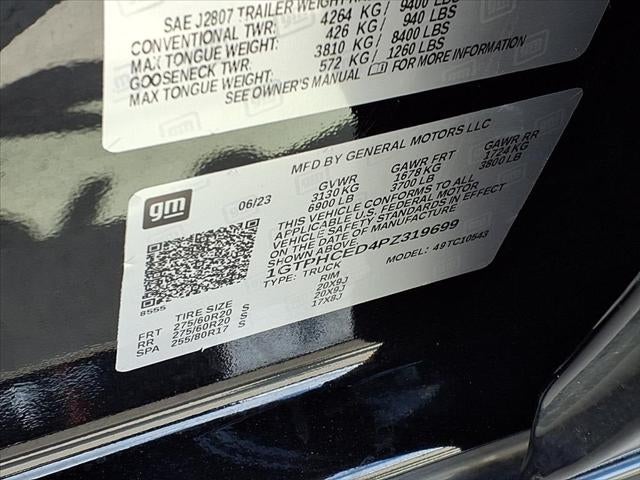 SAE J2807 TRAILER WEIGHT
CONVENTIONAL TWR: 4264 KG/ 9400 LBS
MAX TONGUE WEIGHT: 426 KG/ 940 LBS
GOOSENECK TWR: 3810 KG/ 8400 LBS
MAX TONGUE WEIGHT: 572 KG/ 1260 LBS
SEE OWNER'S MANUAL FOR MORE INFORMATION
MFD BY GENERAL MOTORS LLC
gm 06/23 GVWR GAWR FRT GAWR RR
3130KG 1678 KG 1724 KG
6900 LB 3700 LB 3800 LB
THIS VEHICLE CONFORMS TO ALL
APPLICABLE U.S. FEDERAL MOTOR
VEHICLE SAFETY STANDARDS IN EFFECT
ON THE DATE OF MANUFACTURE
SHOWN ABOVE.
1GTPHCED4PZ319699
TYPE: TRUCK MODEL: 49TC10543
8555
TIRE SIZE RIM
FRT 275/60R20 S 20X9J
RR 275/60R20 S 20X9J
SPA 255/80R17 S 17X8J